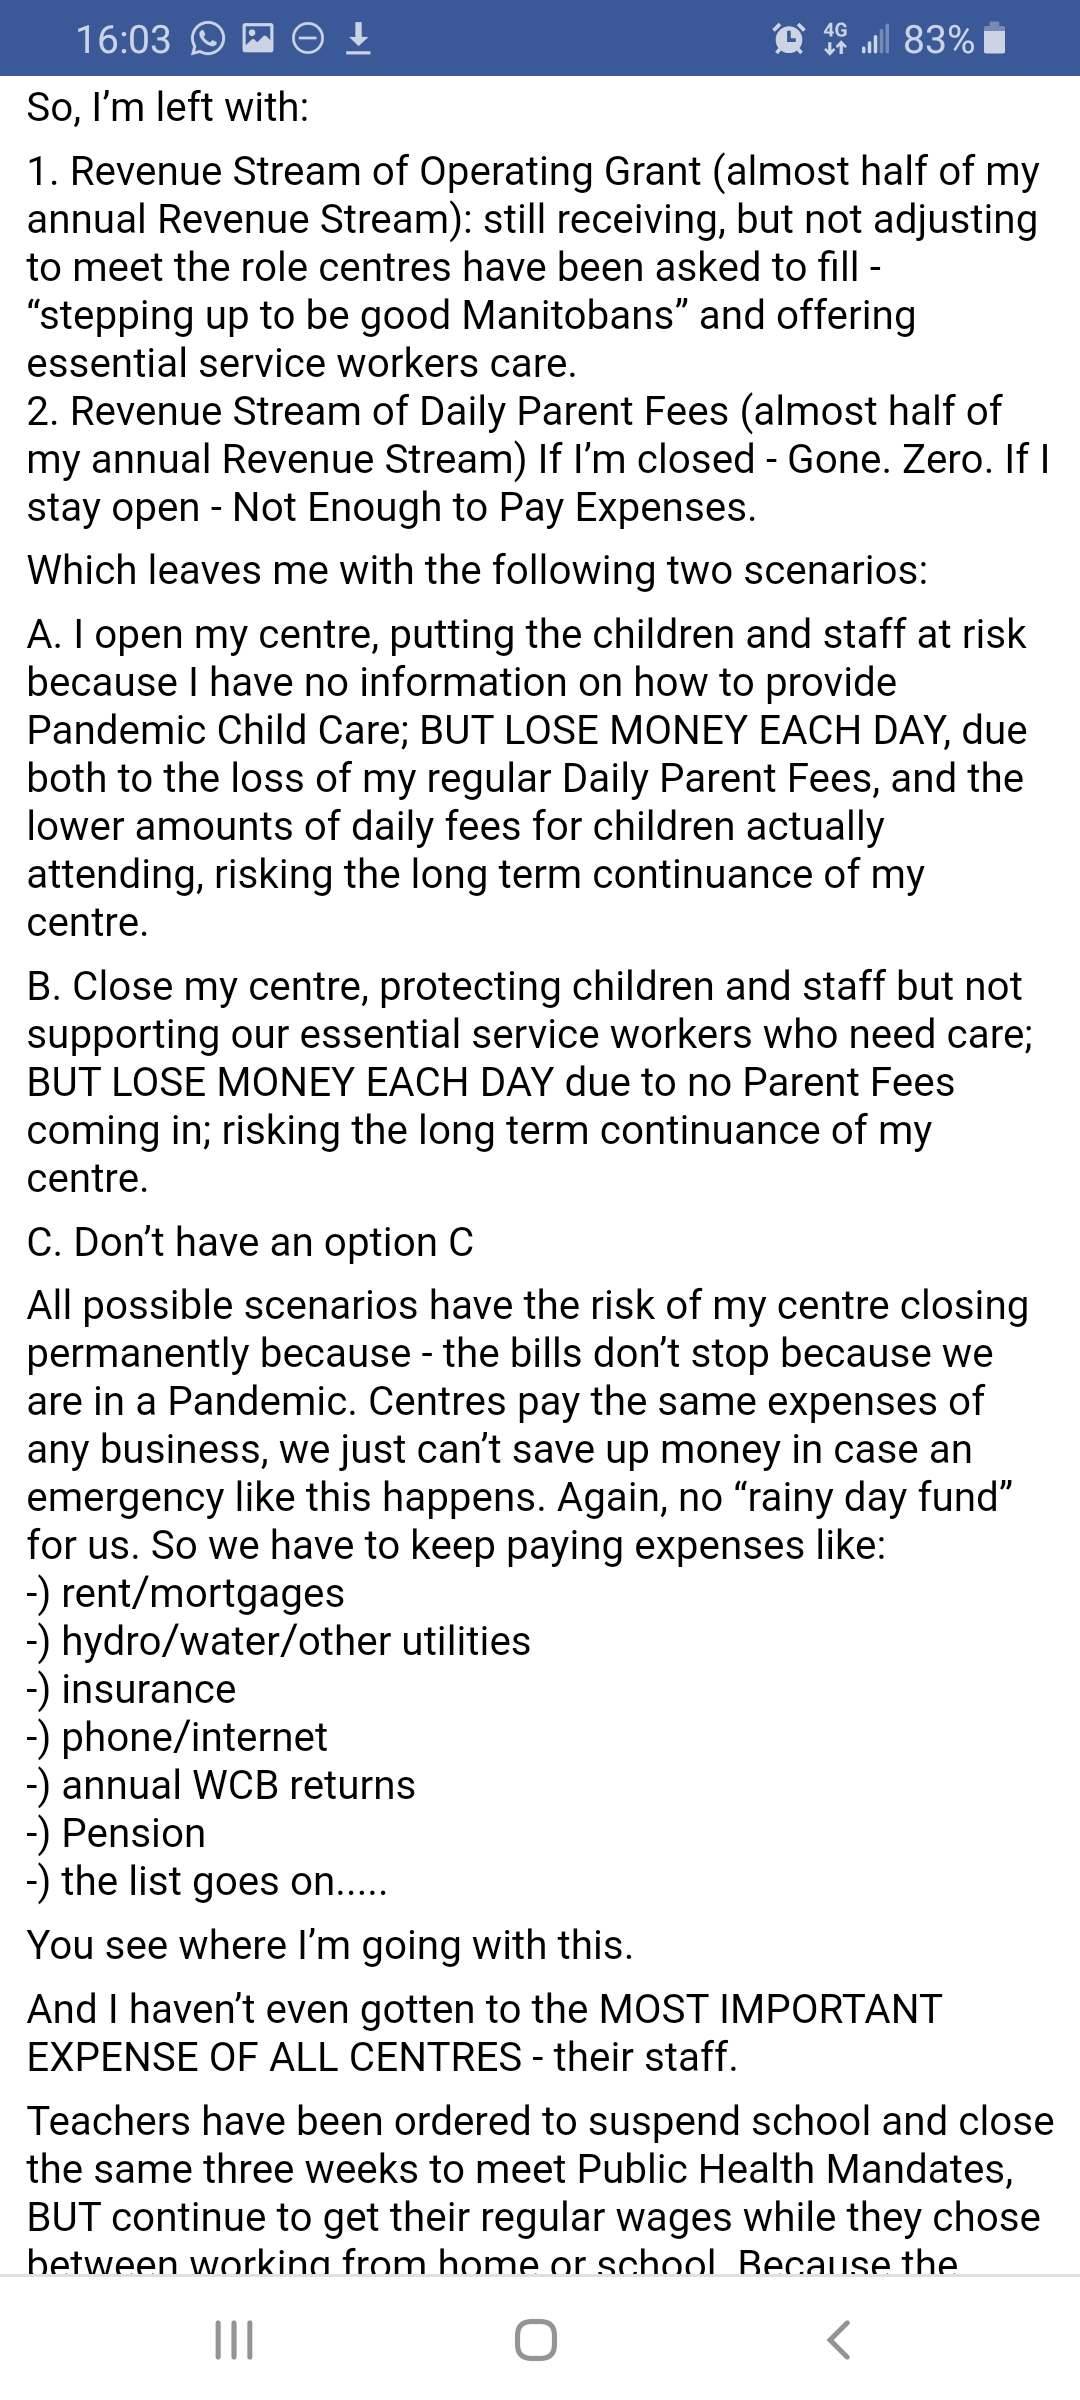 16:03
4G
83%
So, I’m left with:
1. Revenue Stream of Operating Grant (almost half of my
annual Revenue Stream): still receiving, but not adjusting
to meet the role centres have been asked to fill -
“stepping up to be good Manitobans” and offering
essential service workers care.
2. Revenue Stream of Daily Parent Fees (almost half of
my annual Revenue Stream) If I’m closed - Gone. Zero. If I
stay open - Not Enough to Pay Expenses.
Which leaves me with the following two scenarios:
A. I open my centre, putting the children and staff at risk
because I have no information on how to provide
Pandemic Child Care; BUT LOSE MONEY EACH DAY, due
both to the loss of my regular Daily Parent Fees, and the
lower amounts of daily fees for children actually
attending, risking the long term continuance of my
centre.
B. Close my centre, protecting children and staff but not
supporting our essential service workers who need care;
BUT LOSE MONEY EACH DAY due to no Parent Fees
coming in; risking the long term continuance of my
centre.
C. Don’t have an option C
All possible scenarios have the risk of my centre closing
permanently because - the bills don’t stop because we
are in a Pandemic. Centres pay the same expenses of
any business, we just can’t save up money in case an
emergency like this happens. Again, no “rainy day fund”
for us. So we have to keep paying expenses like:
-) rent/mortgages
-) hydro/water/other utilities
-) insurance
-) phone/internet
-) annual WCB returns
-) Pension
-) the list goes on.....
You see where I’m going with this.
And I haven’t even gotten to the MOST IMPORTANT
EXPENSE OF ALL CENTRES - their staff.
Teachers have been ordered to suspend school and close
the same three weeks to meet Public Health Mandates,
BUT continue to get their regular wages while they chose
between working from home or school. Because the